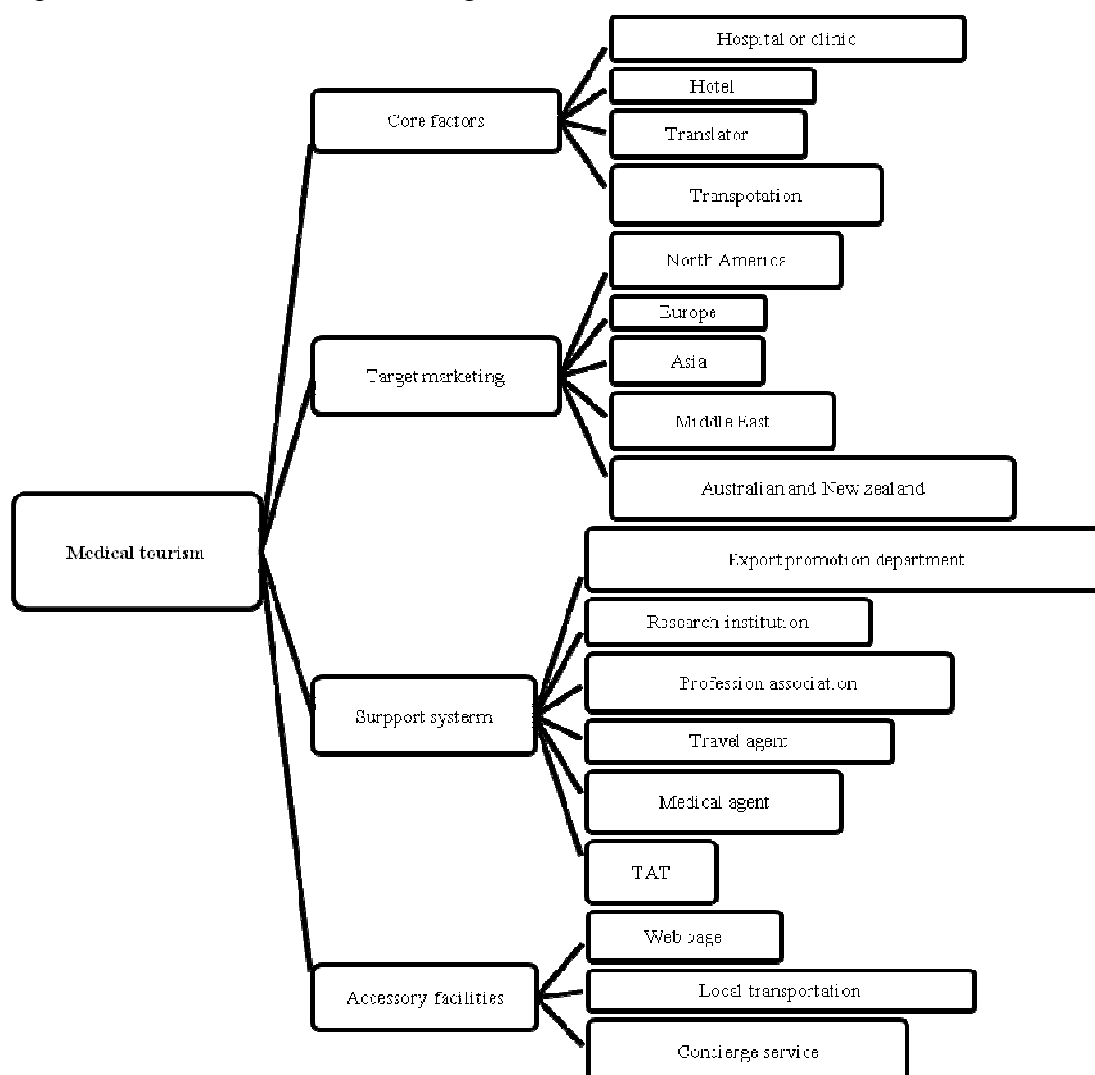 Hospital or clinic
Hotel
Core factors
Translator
Transpotation
North America
Europe
Target marketing
Asia
Middle East
Australian and New zealand
Medical tourism
Export promotion department
Research institution
Profession association
Surpport systerm
Travel agent
Medical agent
TAT
Web page
Accessory facilities
Local transportation
Concierge service